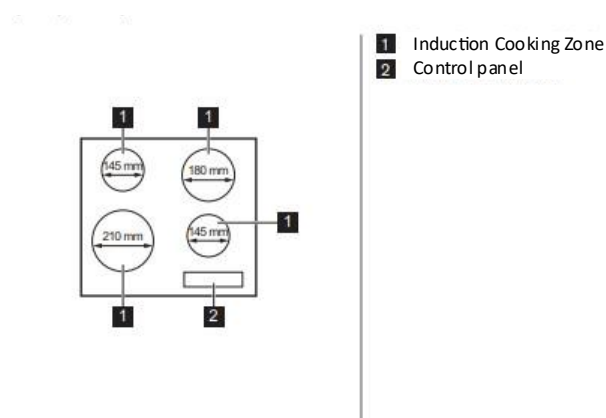 1 Induction Cooking Zone
2 Control panel
1 1
145 mm 180 mm
1
210 mm 145 mm
1 2